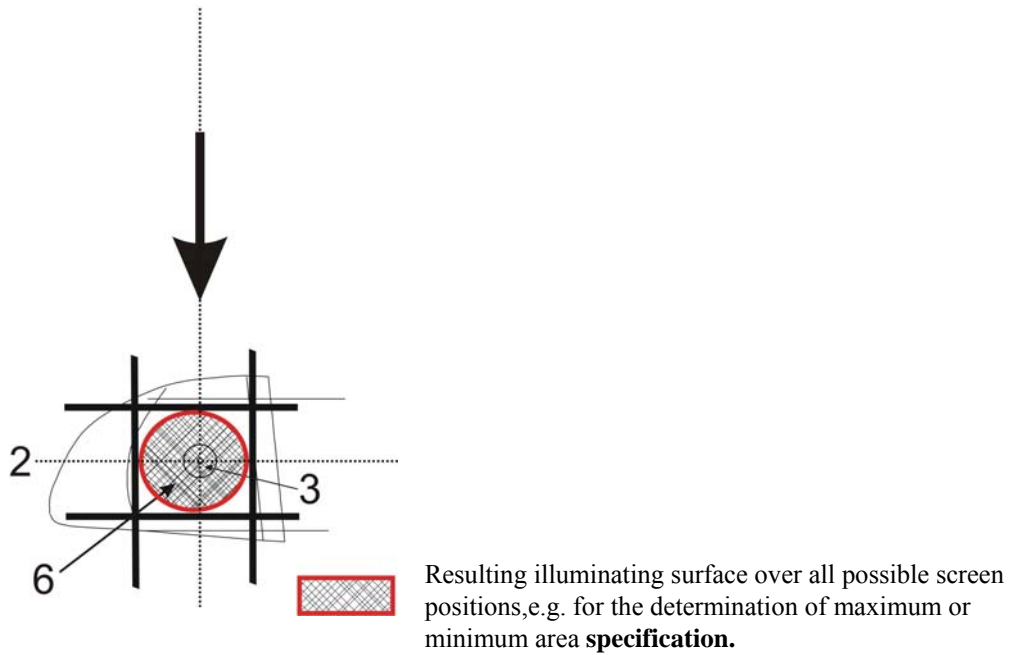 2
3
6
Resulting illuminating surface over all possible screen
positions,e.g. for the determination of maximum or
minimum area specification.